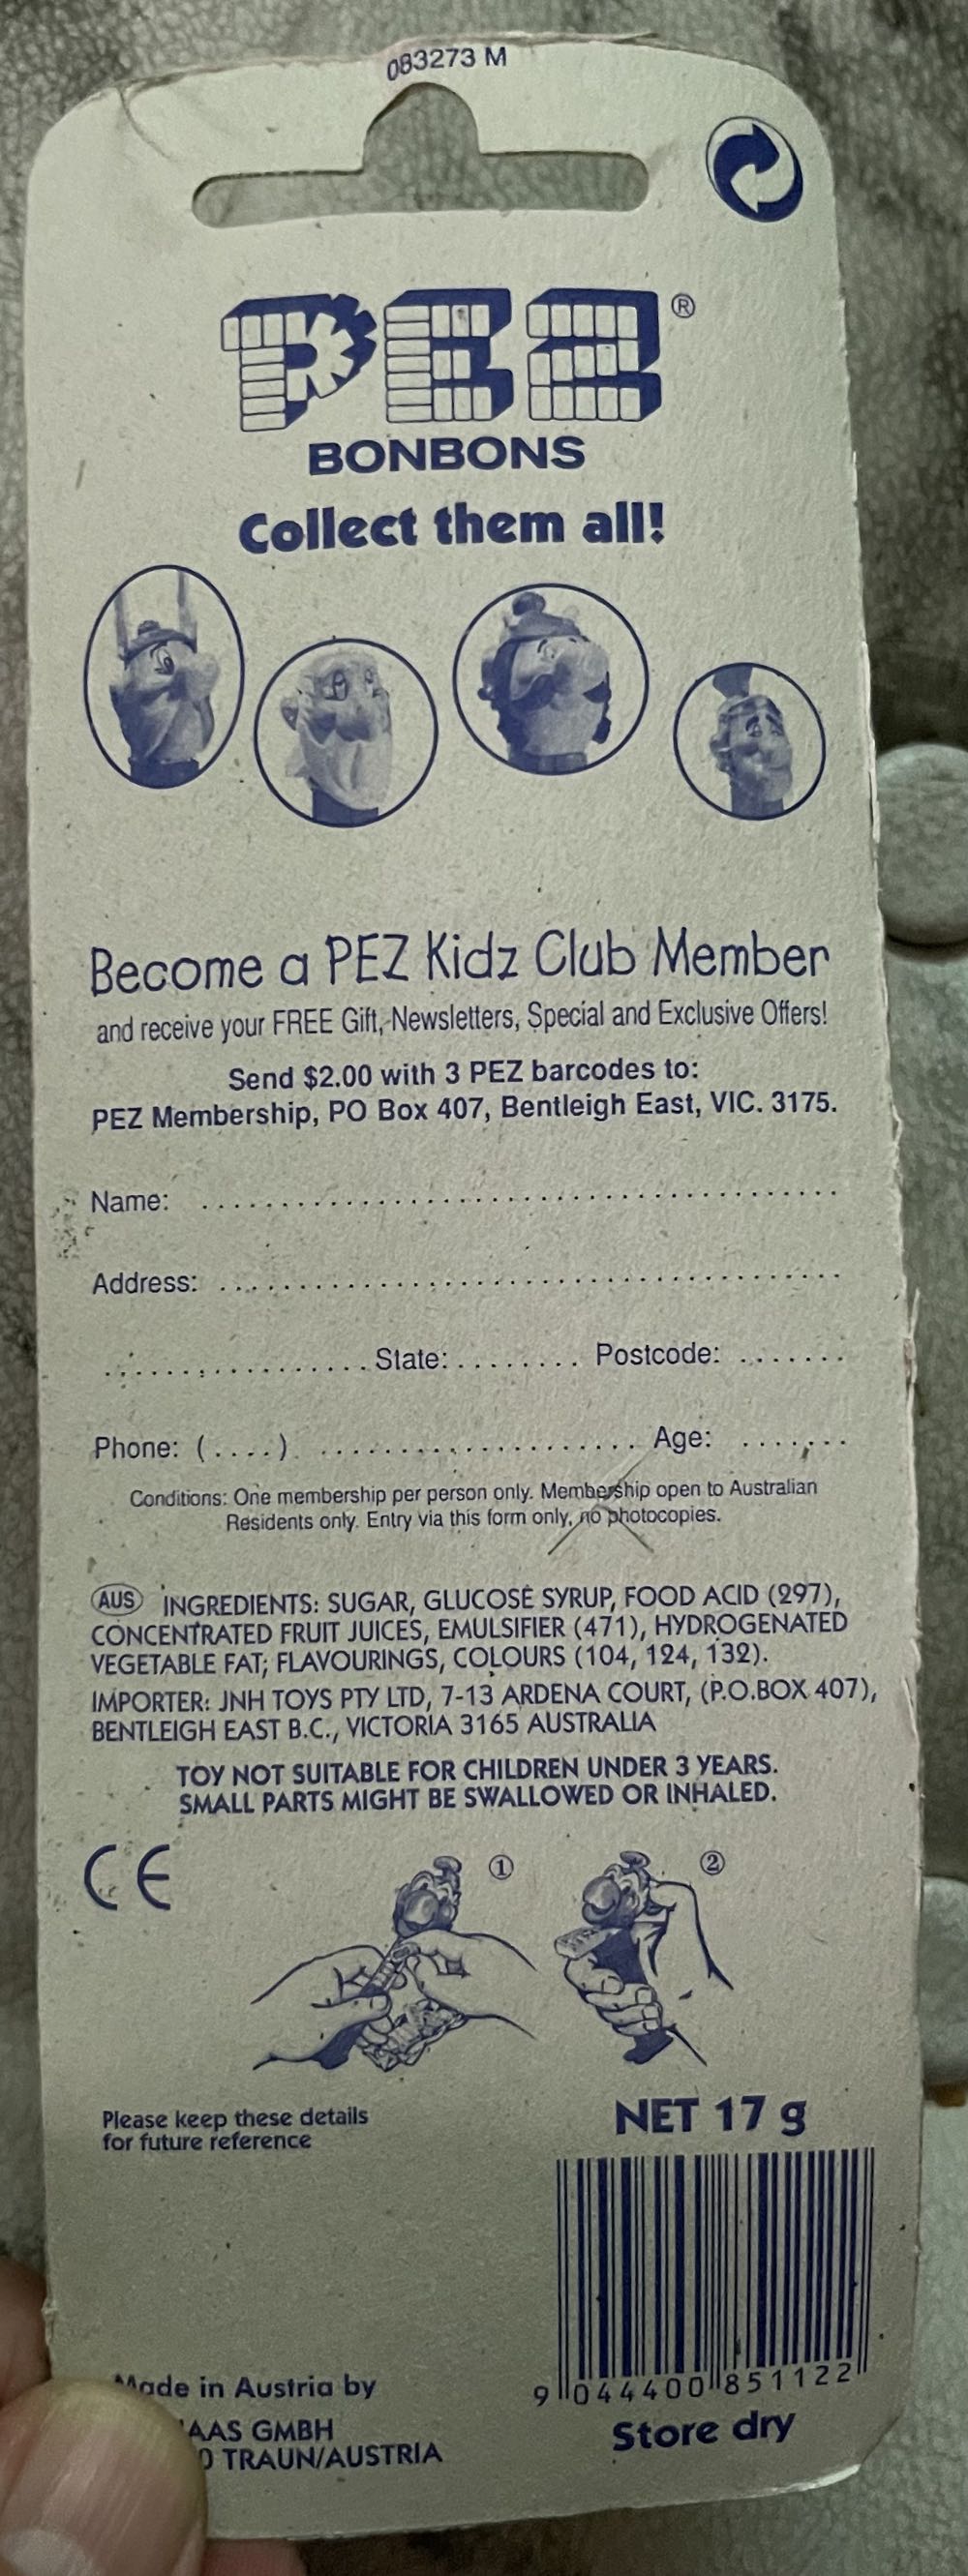 083273 M
PEZ®
BONBONS
Collect them all!
Become a PEZ Kidz Club Member
and receive your FREE Gift, Newsletters, Special and Exclusive Offers!
Send $2.00 with 3 PEZ barcodes to:
PEZ Membership, PO Box 407, Bentleigh East, VIC. 3175.
Name: ..........................................
Address: .........................................
.................. State: ........ Postcode: .......
Phone: (....) ..................... Age: .......
Conditions: One membership per person only. Membership open to Australian
Residents only. Entry via this form only, no photocopies.
AUS INGREDIENTS: SUGAR, GLUCOSE SYRUP, FOOD ACID (297),
CONCENTRATED FRUIT JUICES, EMULSIFIER (471), HYDROGENATED
VEGETABLE FAT; FLAVOURINGS, COLOURS (104, 124, 132).
IMPORTER: JNH TOYS PTY LTD, 7-13 ARDENA COURT, (P.O.BOX 407),
BENTLEIGH EAST B.C., VICTORIA 3165 AUSTRALIA
TOY NOT SUITABLE FOR CHILDREN UNDER 3 YEARS.
SMALL PARTS MIGHT BE SWALLOWED OR INHALED.
CE
① ②
Please keep these details
for future reference
NET 17 g
9 044400 851122
Store dry
Made in Austria by
GMBH
TRAUN/AUSTRIA